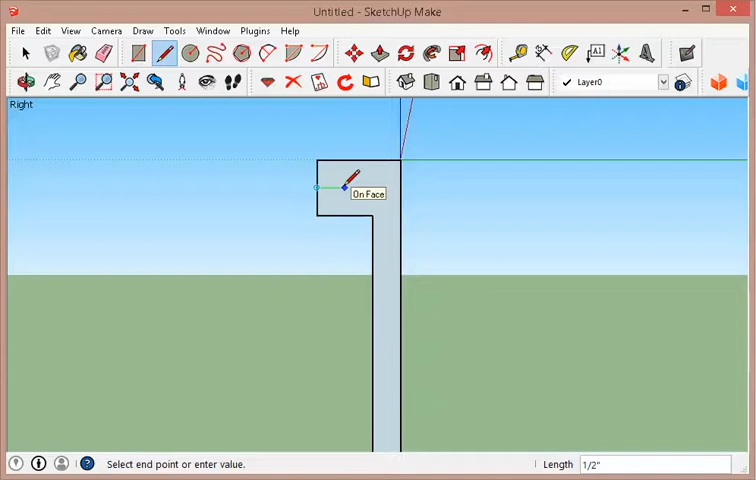 Untitled - SketchUp Make
File Edit View Camera Draw Tools Window Plugins Help
A1
Layer0
Right
On Face
Select end point or enter value.
Length 1/2"